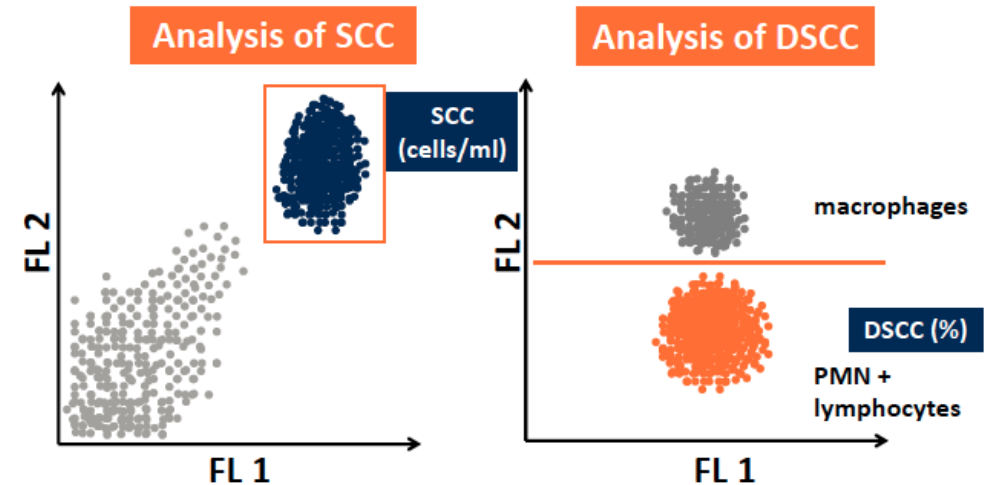 Analysis of SCC
Analysis of DSCC
SCC
(cells/ml)
FL 2
FL 1
FL 2
macrophages
DSCC (%)
PMN +
lymphocytes
FL 1